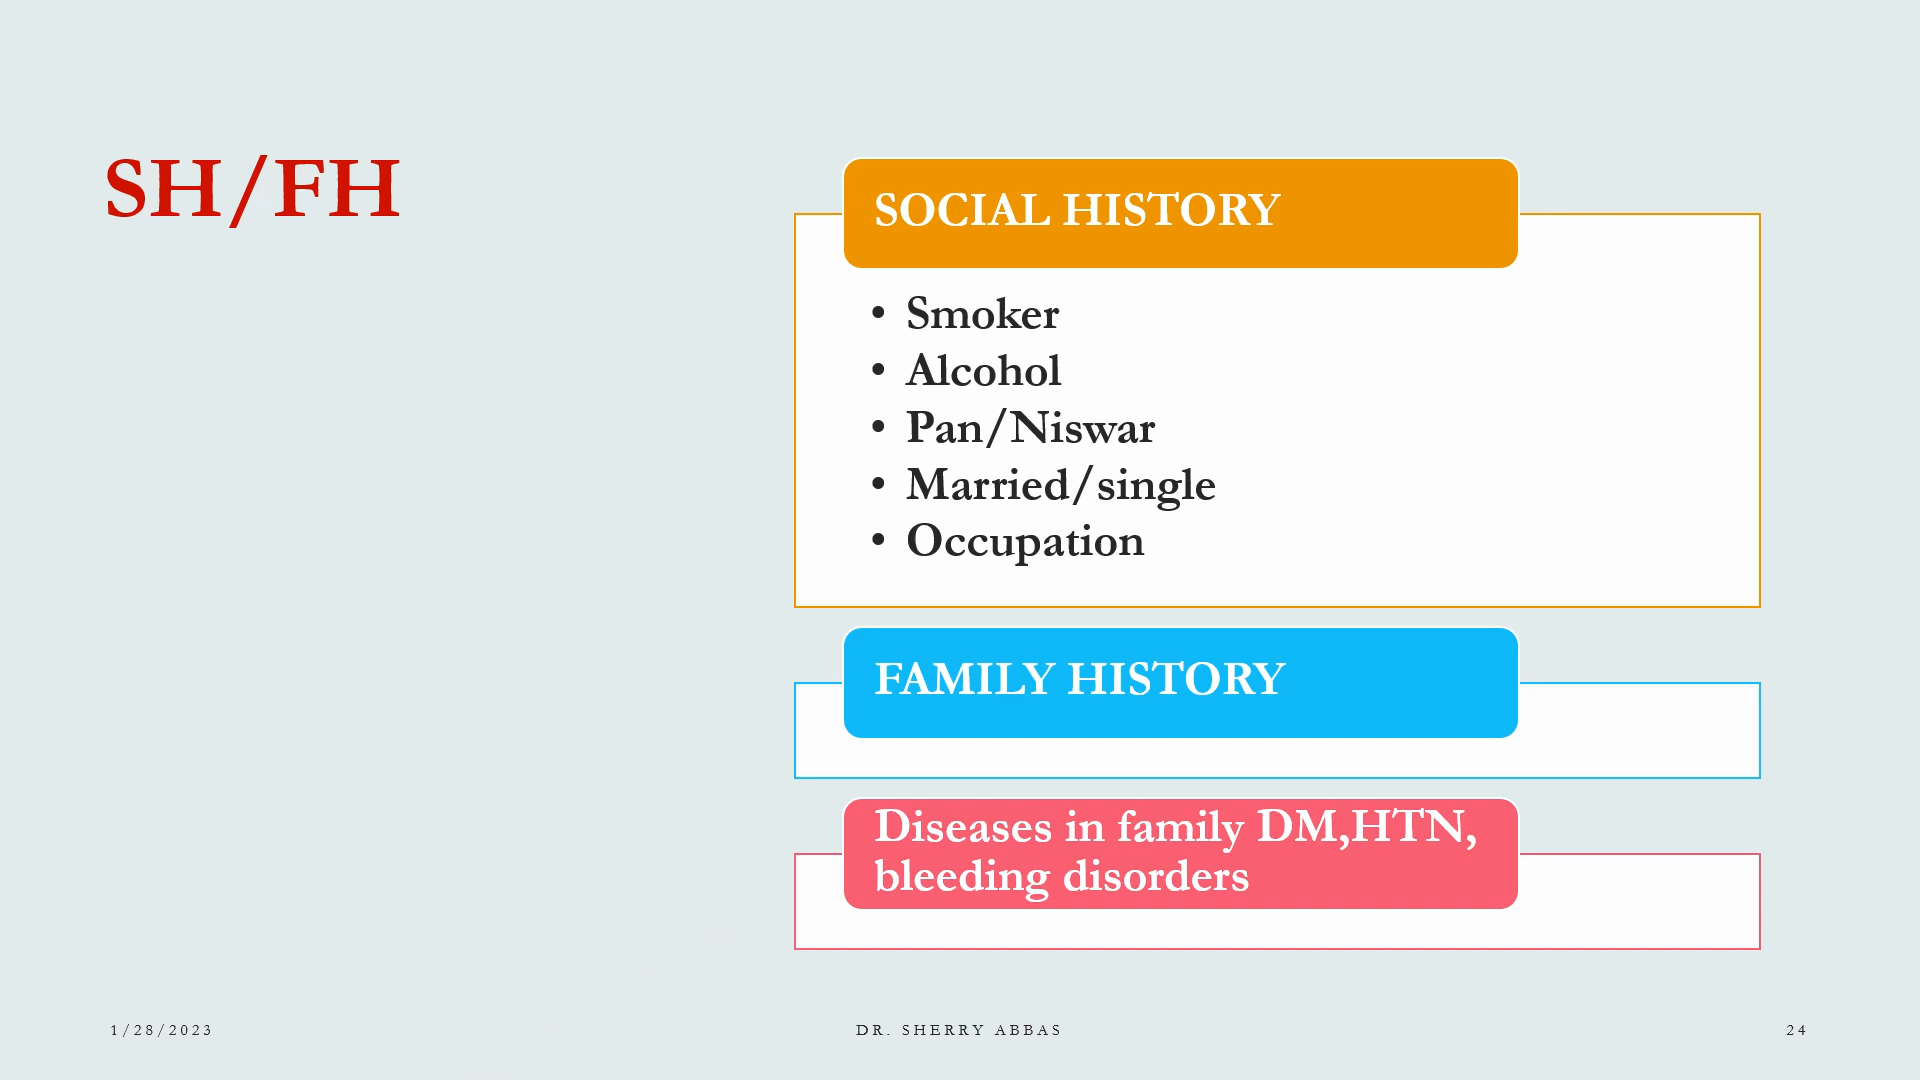 SH/FH
SOCIAL HISTORY
• Smoker
• Alcohol
• Pan/Niswar
• Married/single
• Occupation
FAMILY HISTORY
Diseases in family DM,HTN,
bleeding disorders
1/28/2023
DR. SHERRY ABBAS
24